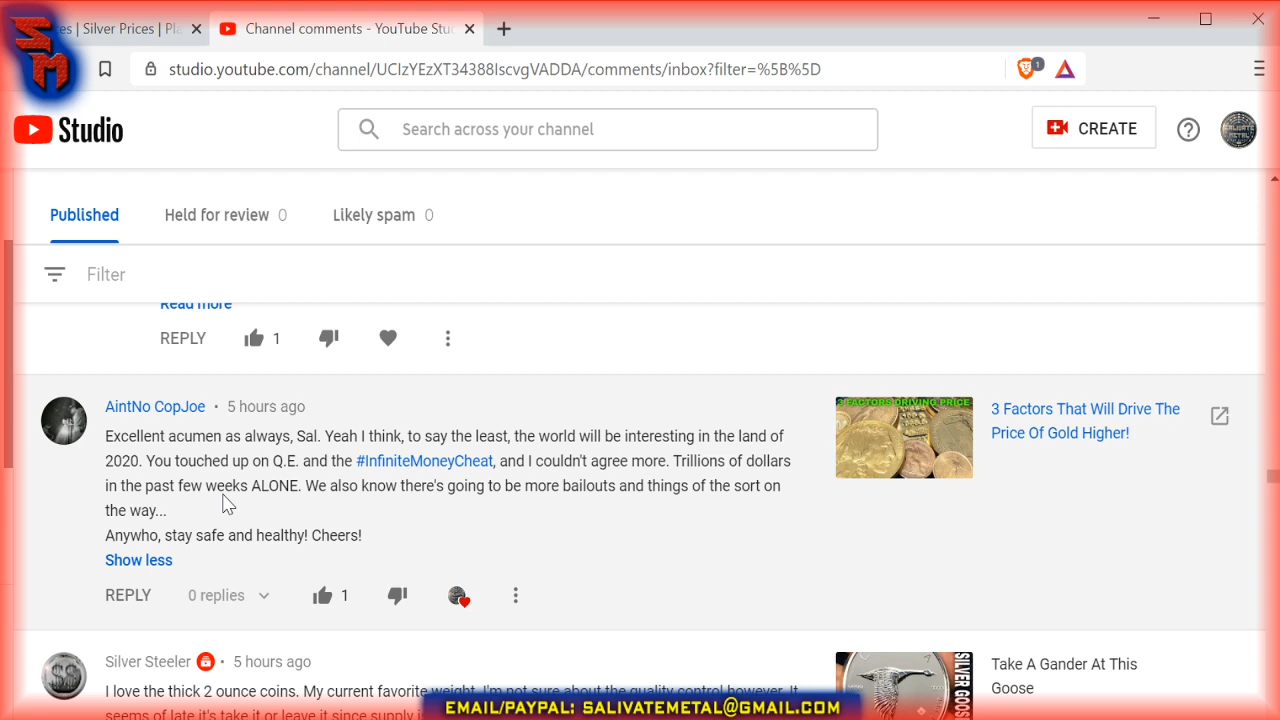 SM
es | Silver Prices | Pla
Channel comments - YouTube Stud
studio.youtube.com/channel/UCIzYEzXT34388IscvgVADDA/comments/inbox?filter=%5B%5D
1
Studio
Search across your channel
CREATE
SALIVATE METAL
Published
Held for review 0
Likely spam 0
Filter
Read more
REPLY 1
AintNo CopJoe • 5 hours ago
Excellent acumen as always, Sal. Yeah I think, to say the least, the world will be interesting in the land of
2020. You touched up on Q.E. and the #InfiniteMoneyCheat, and I couldn't agree more. Trillions of dollars
in the past few weeks ALONE. We also know there's going to be more bailouts and things of the sort on
the way...
Anywho, stay safe and healthy! Cheers!
Show less
REPLY 0 replies 1
3 FACTORS DRIVING PRICE
3 Factors That Will Drive The
Price Of Gold Higher!
Silver Steeler • 5 hours ago
I love the thick 2 ounce coins. My current favorite weight. I'm not sure about the quality control however. It
seems of late it's take it or leave it since supply i
SILVER GOOS
Take A Gander At This
Goose
EMAIL/PAYPAL: SALIVATEMETAL@GMAIL.COM